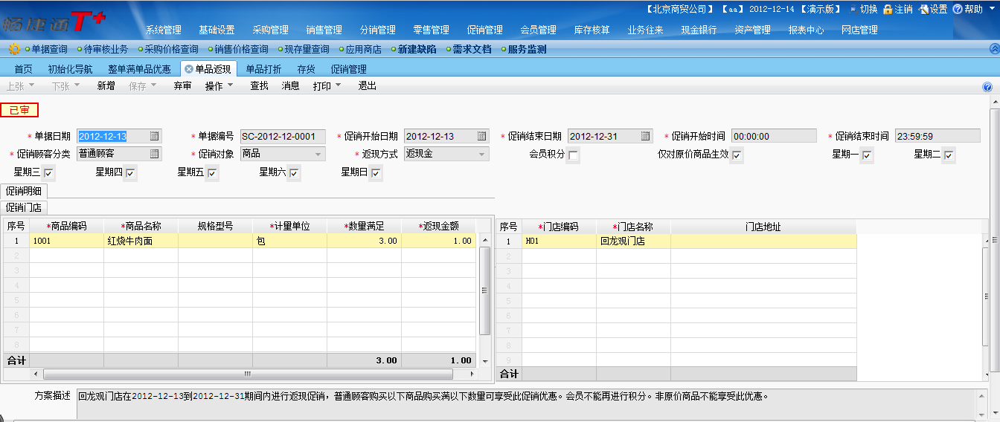 畅捷通T+
【北京商贸公司】 【aa】 2012-12-14 【演示版】 切换 注销 设置 帮助
系统管理 基础设置 采购管理 销售管理 分销管理 零售管理 促销管理 会员管理 库存核算 业务往来 现金银行 资产管理 报表中心 网店管理
单据查询 待审核业务 采购价格查询 销售价格查询 现存量查询 应用商店 新建缺陷 需求文档 服务监测
首页 初始化导航 整单满单品优惠 单品返现 单品打折 存货 促销管理
上张 下张 新增 保存 弃审 操作 查找 消息 打印 退出
已审
* 单据日期 2012-12-13 * 单据编号 SC-2012-12-0001 * 促销开始日期 2012-12-13 * 促销结束日期 2012-12-31 * 促销开始时间 00:00:00 * 促销结束时间 23:59:59
* 促销顾客分类 普通顾客 * 促销对象 商品 * 返现方式 返现金 会员积分 仅对原价商品生效 星期一 星期二
星期三 星期四 星期五 星期六 星期日
促销明细
促销门店
序号 *商品编码 *商品名称 规格型号 *计量单位 *数量满足 *返现金额
1 1001 红烧牛肉面 包 3.00 1.00
2
3
4
5
6
7
8
合计 3.00 1.00
序号 *门店编码 *门店名称 门店地址
1 H01 回龙观门店
2
3
4
5
6
7
8
9
合计
方案描述 回龙观门店在2012-12-13到2012-12-31期间内进行返现促销，普通顾客购买以下商品购买满以下数量可享受此促销优惠。会员不能再进行积分。非原价商品不能享受此优惠。